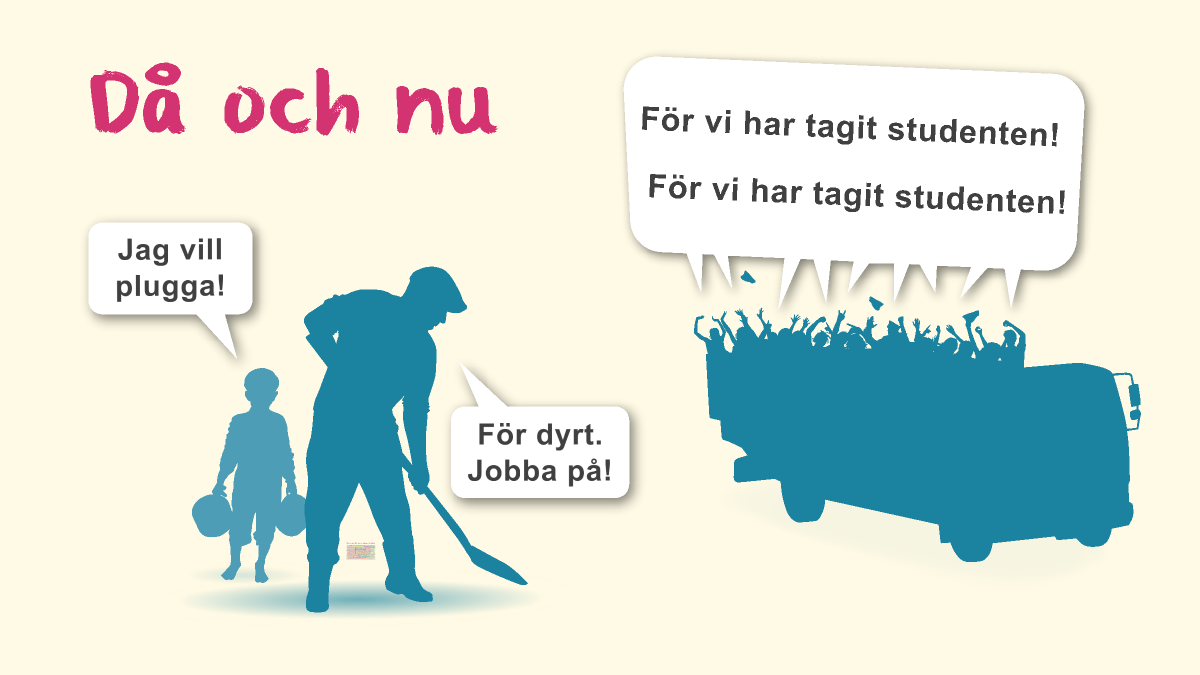 Då och nu
För vi har tagit studenten!
För vi har tagit studenten!
Jag vill
plugga!
För dyrt.
Jobba på!